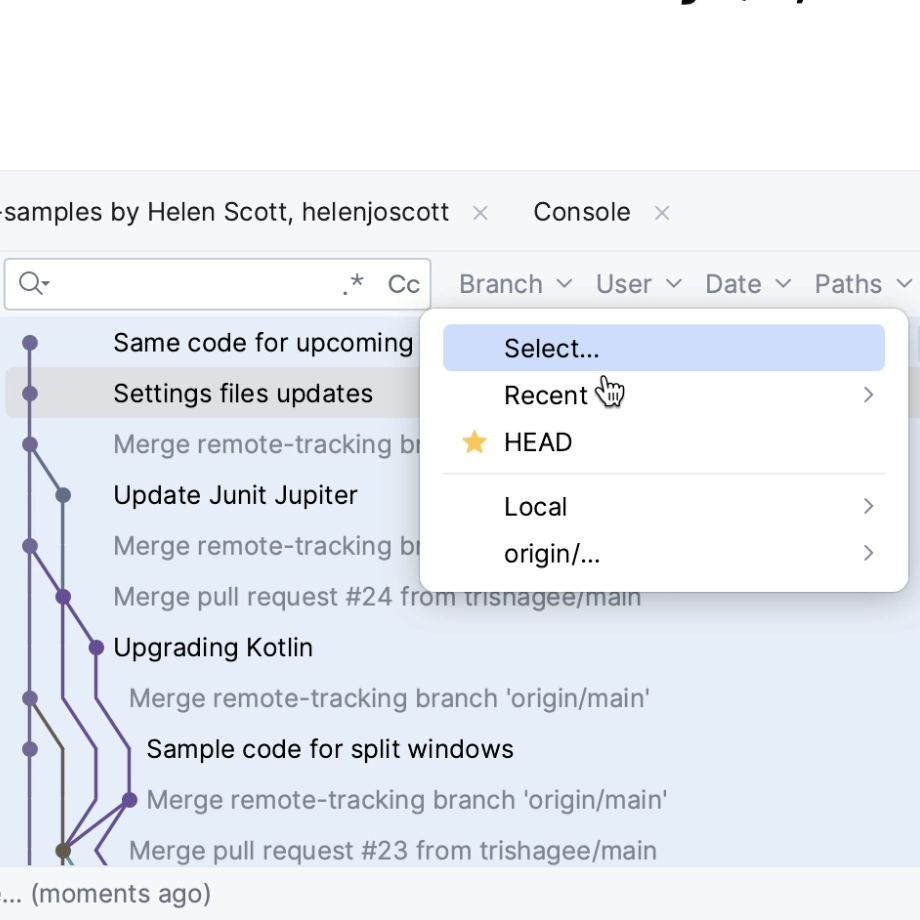 -samples by Helen Scott, helenjoscott Console
.* Cc Branch User Date Paths
Same code for upcoming
Select...
Settings files updates
Recent
Merge remote-tracking
HEAD
Update Junit Jupiter
Local
Merge remote-tracking
origin/...
Merge pull request #24 from trishagee/main
Upgrading Kotlin
Merge remote-tracking branch 'origin/main'
Sample code for split windows
Merge remote-tracking branch 'origin/main'
Merge pull request #23 from trishagee/main
... (moments ago)